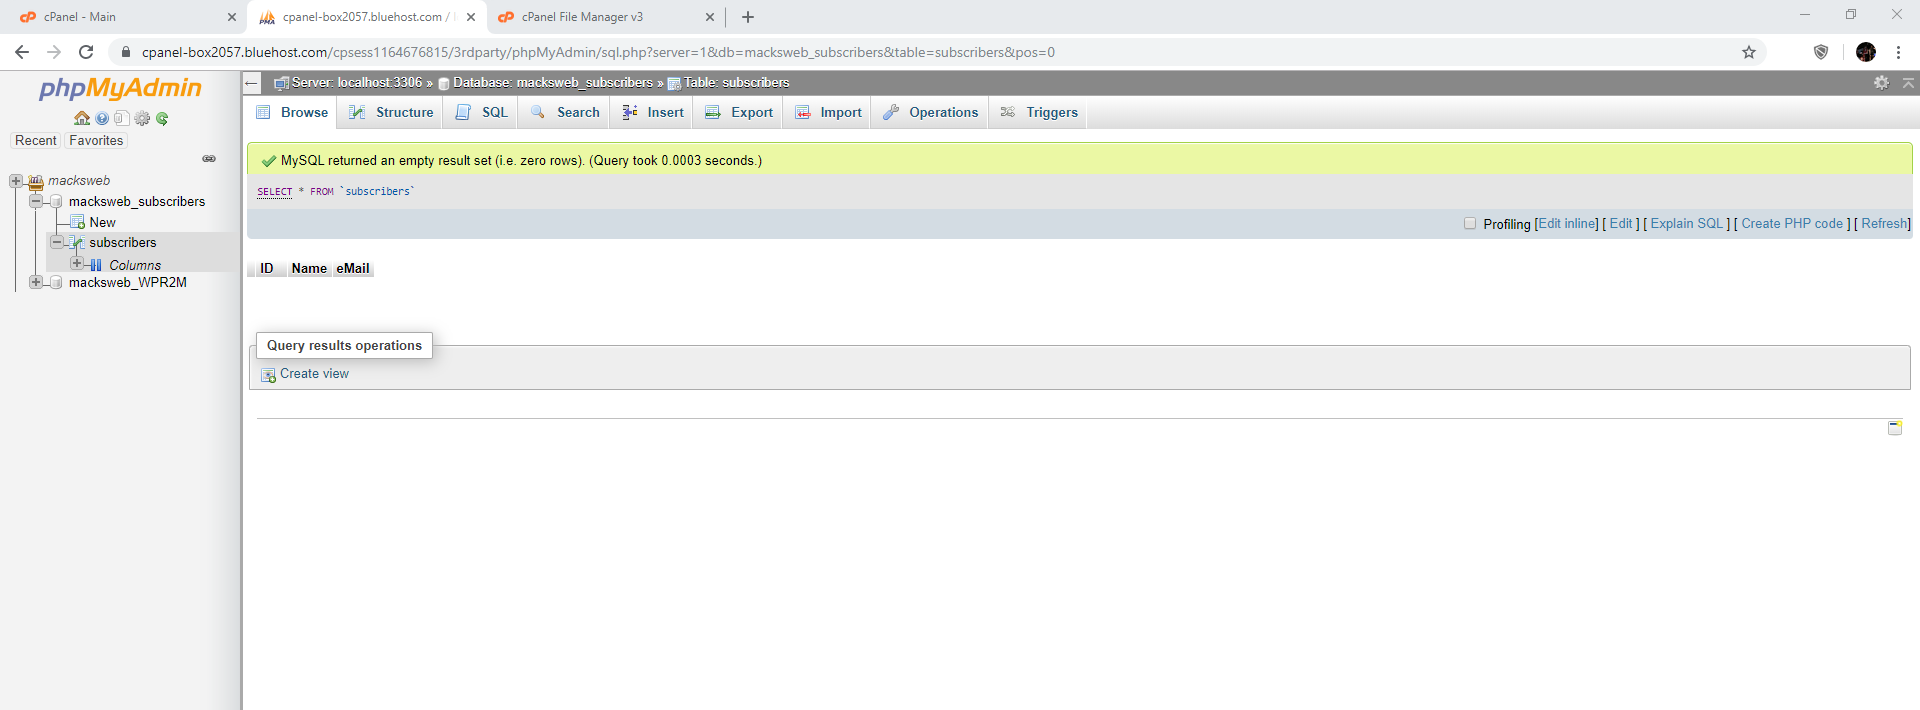 cPanel - Main
cpanel-box2057.bluehost.com /
cPanel File Manager v3
cpanel-box2057.bluehost.com/cpsess1164676815/3rdparty/phpMyAdmin/sql.php?server=1&db=macksweb_subscribers&table=subscribers&pos=0
phpMyAdmin
Recent Favorites
macksweb
macksweb_subscribers
New
subscribers
Columns
macksweb_WPR2M
Server: localhost:3306 » Database: macksweb_subscribers » Table: subscribers
Browse Structure SQL Search Insert Export Import Operations Triggers
MySQL returned an empty result set (i.e. zero rows). (Query took 0.0003 seconds.)
SELECT * FROM `subscribers`
Profiling [Edit inline] [ Edit ] [ Explain SQL ] [ Create PHP code ] [ Refresh]
ID Name eMail
Query results operations
Create view